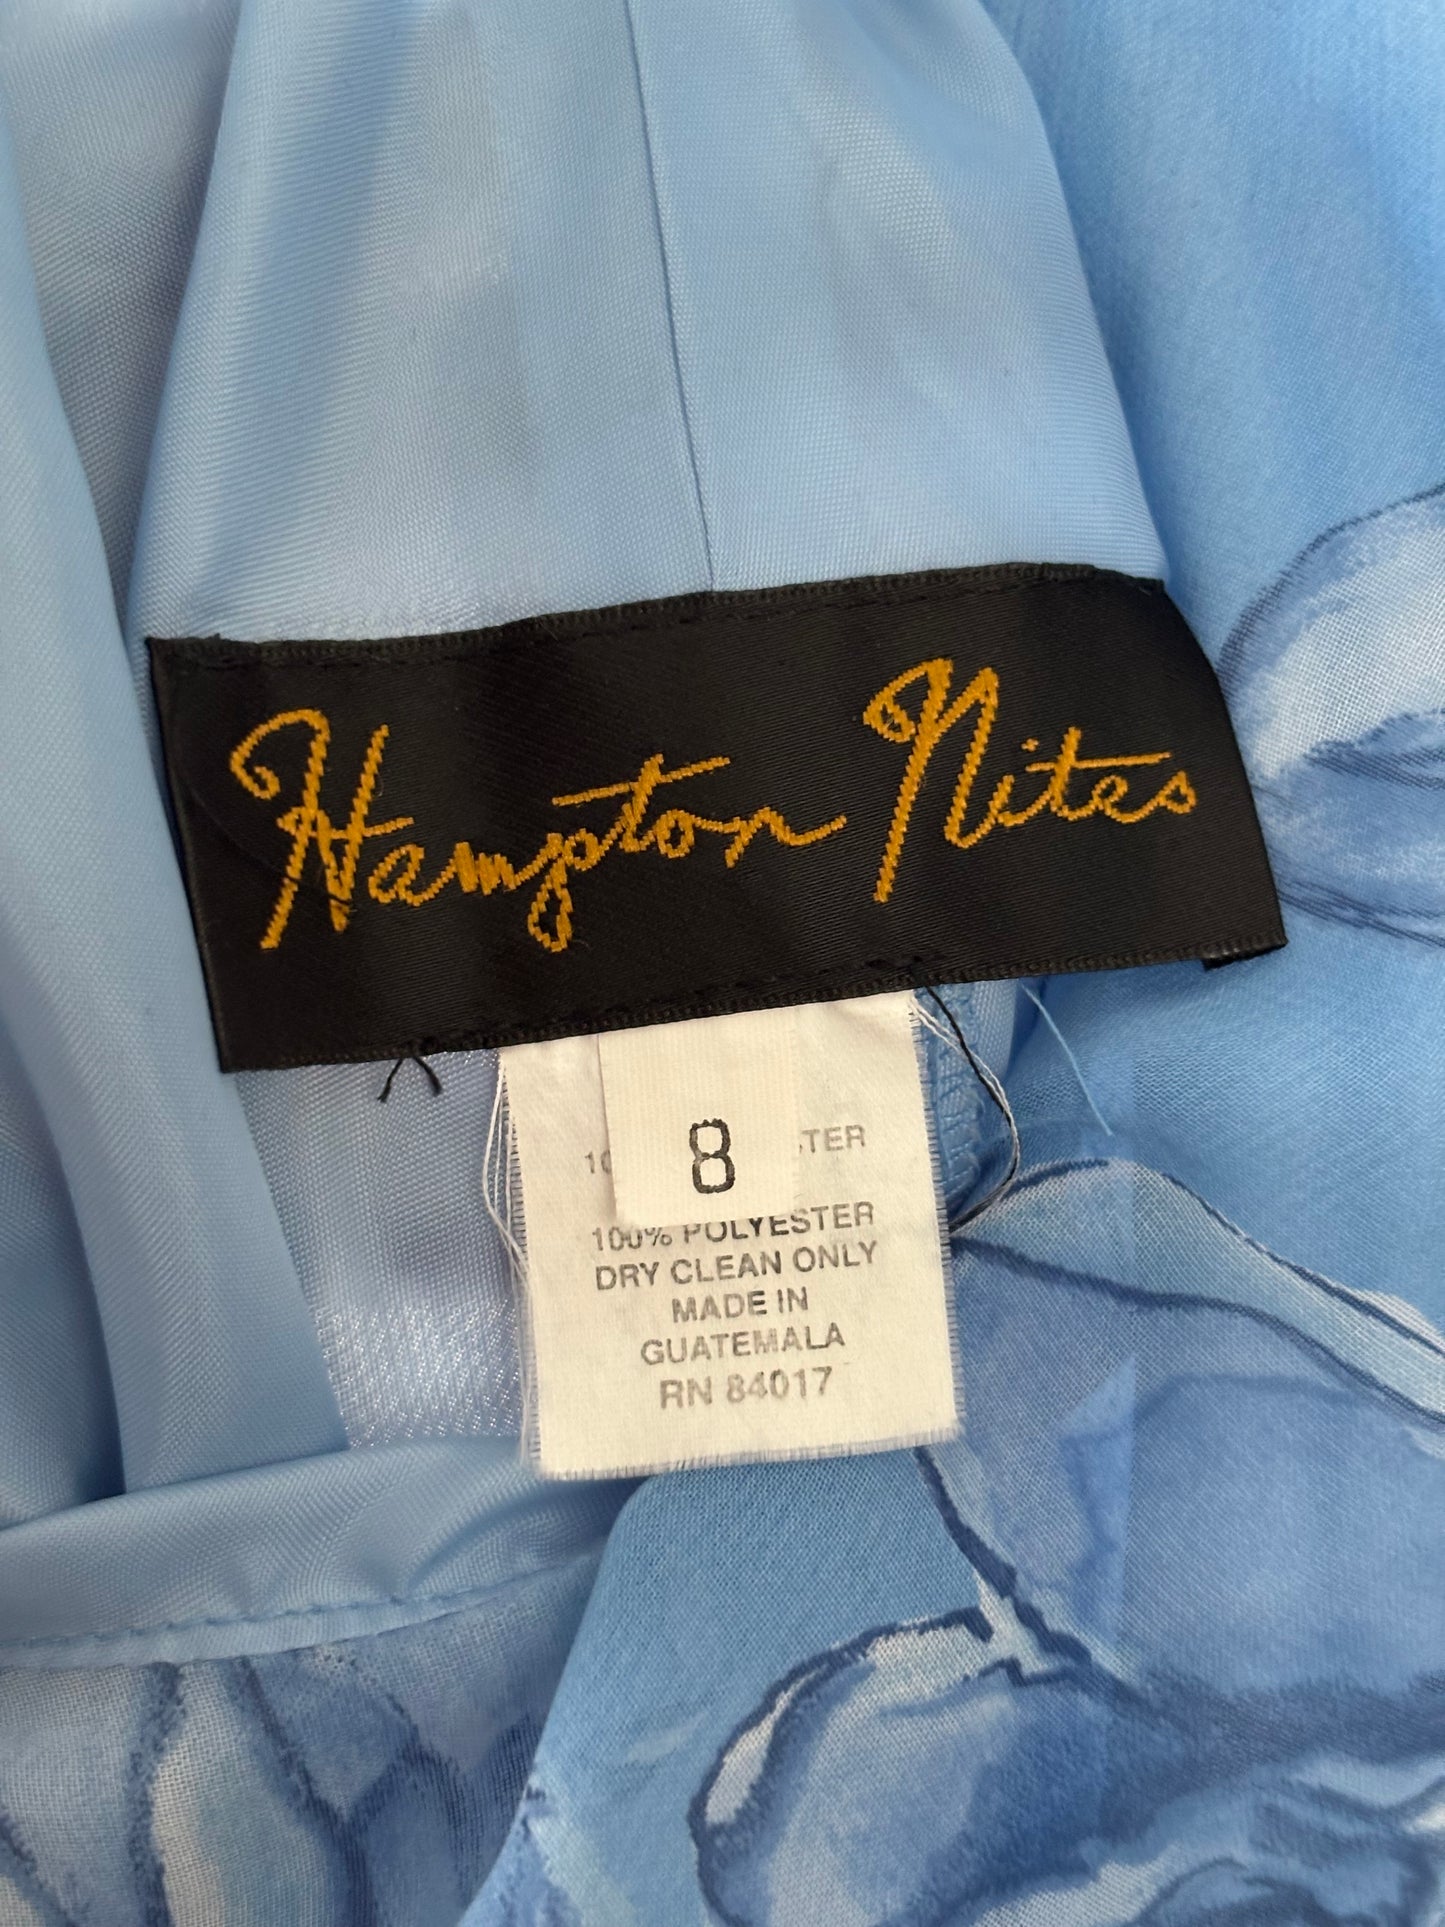 Hampton Nites
8
100% POLYESTER
DRY CLEAN ONLY
MADE IN
GUATEMALA
RN 84017